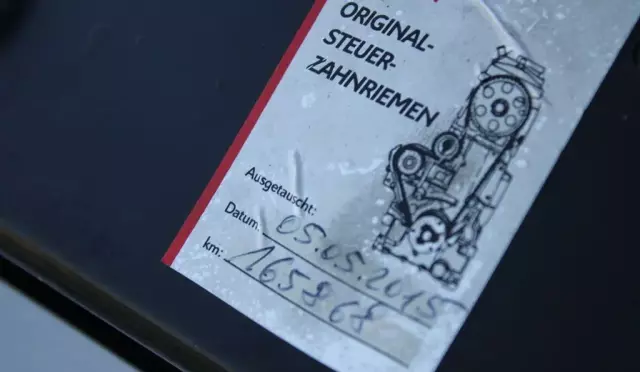 ORIGINAL-
STEUER-
ZAHNRIEMEN
Ausgetauscht:
Datum: 05.05.2015
km: 165868